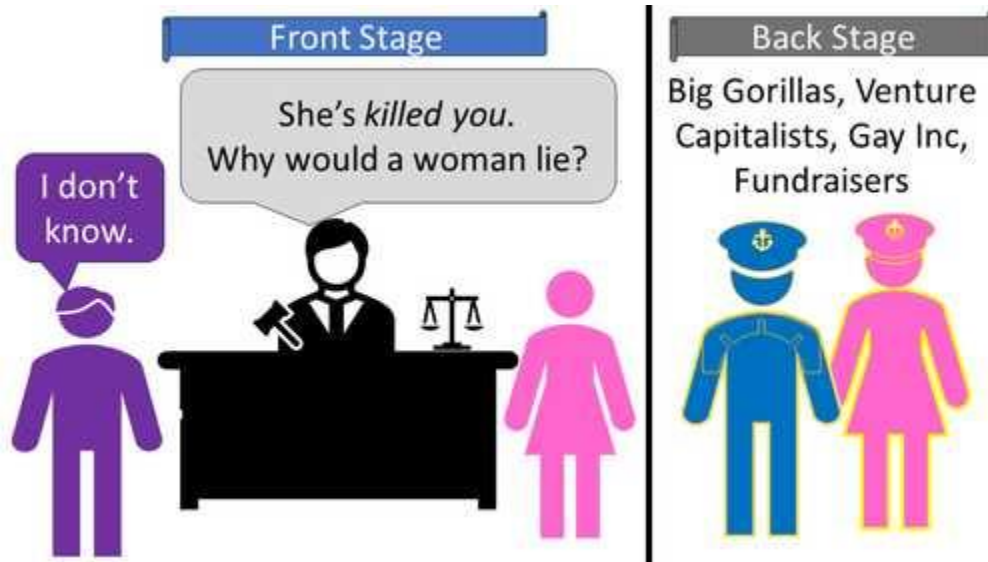 Front Stage
She's killed you.
Why would a woman lie?
I don't
know.
Back Stage
Big Gorillas, Venture
Capitalists, Gay Inc,
Fundraisers